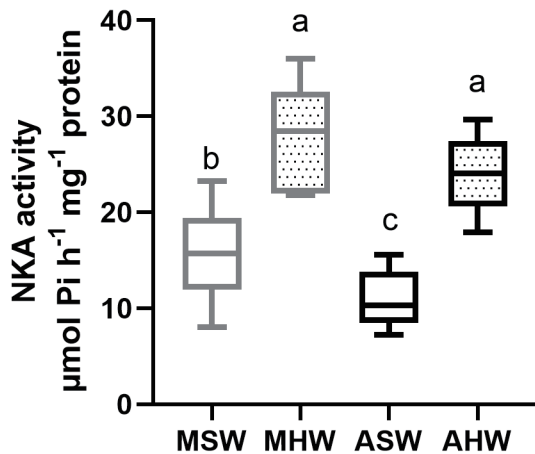 NKA activity
µmol Pi h⁻¹ mg⁻¹ protein
40
30
20
10
0
b
a
c
a
MSW MHW ASW AHW